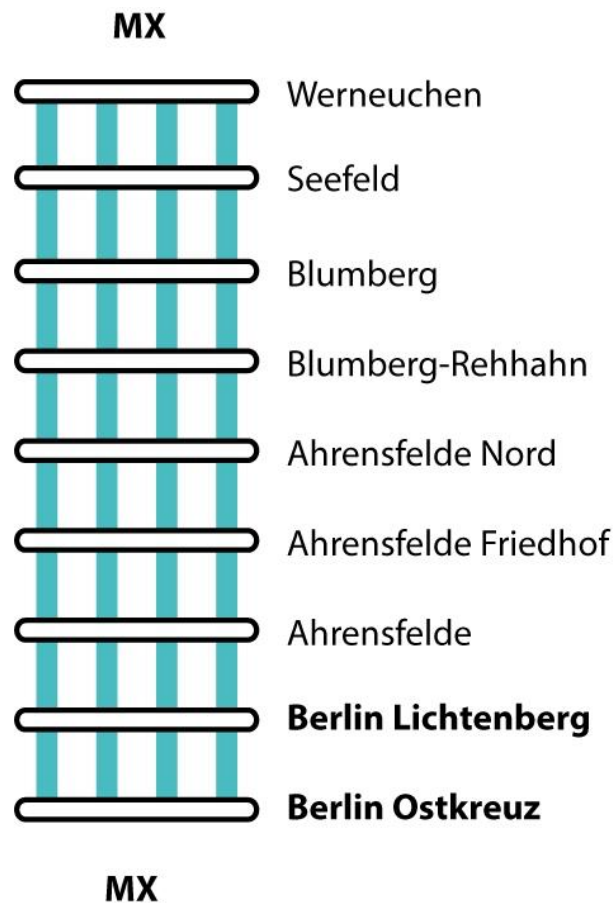 MX
Werneuchen
Seefeld
Blumberg
Blumberg-Rehhahn
Ahrensfelde Nord
Ahrensfelde Friedhof
Ahrensfelde
Berlin Lichtenberg
Berlin Ostkreuz
MX